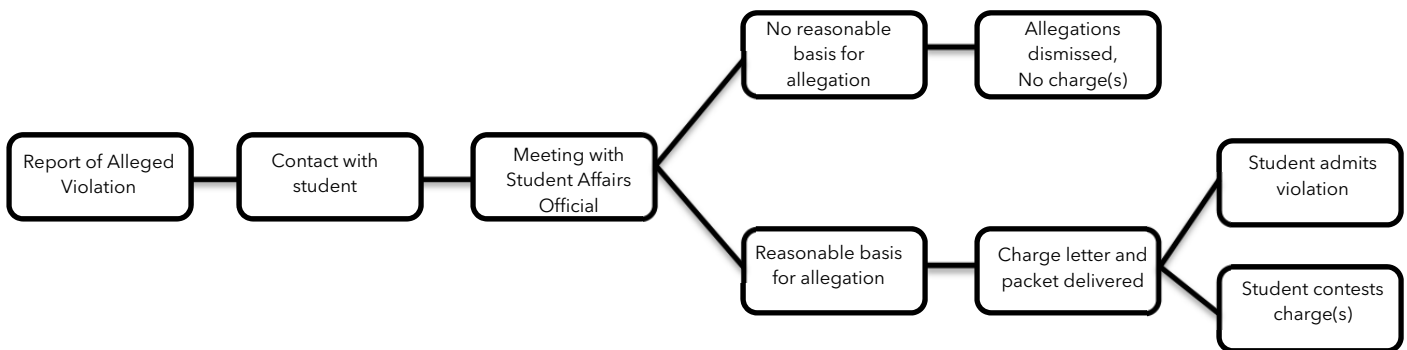 Report of Alleged
Violation
Contact with
student
Meeting with
Student Affairs
Official
No reasonable
basis for
allegation
Allegations
dismissed,
No charge(s)
Reasonable basis
for allegation
Charge letter and
packet delivered
Student admits
violation
Student contests
charge(s)